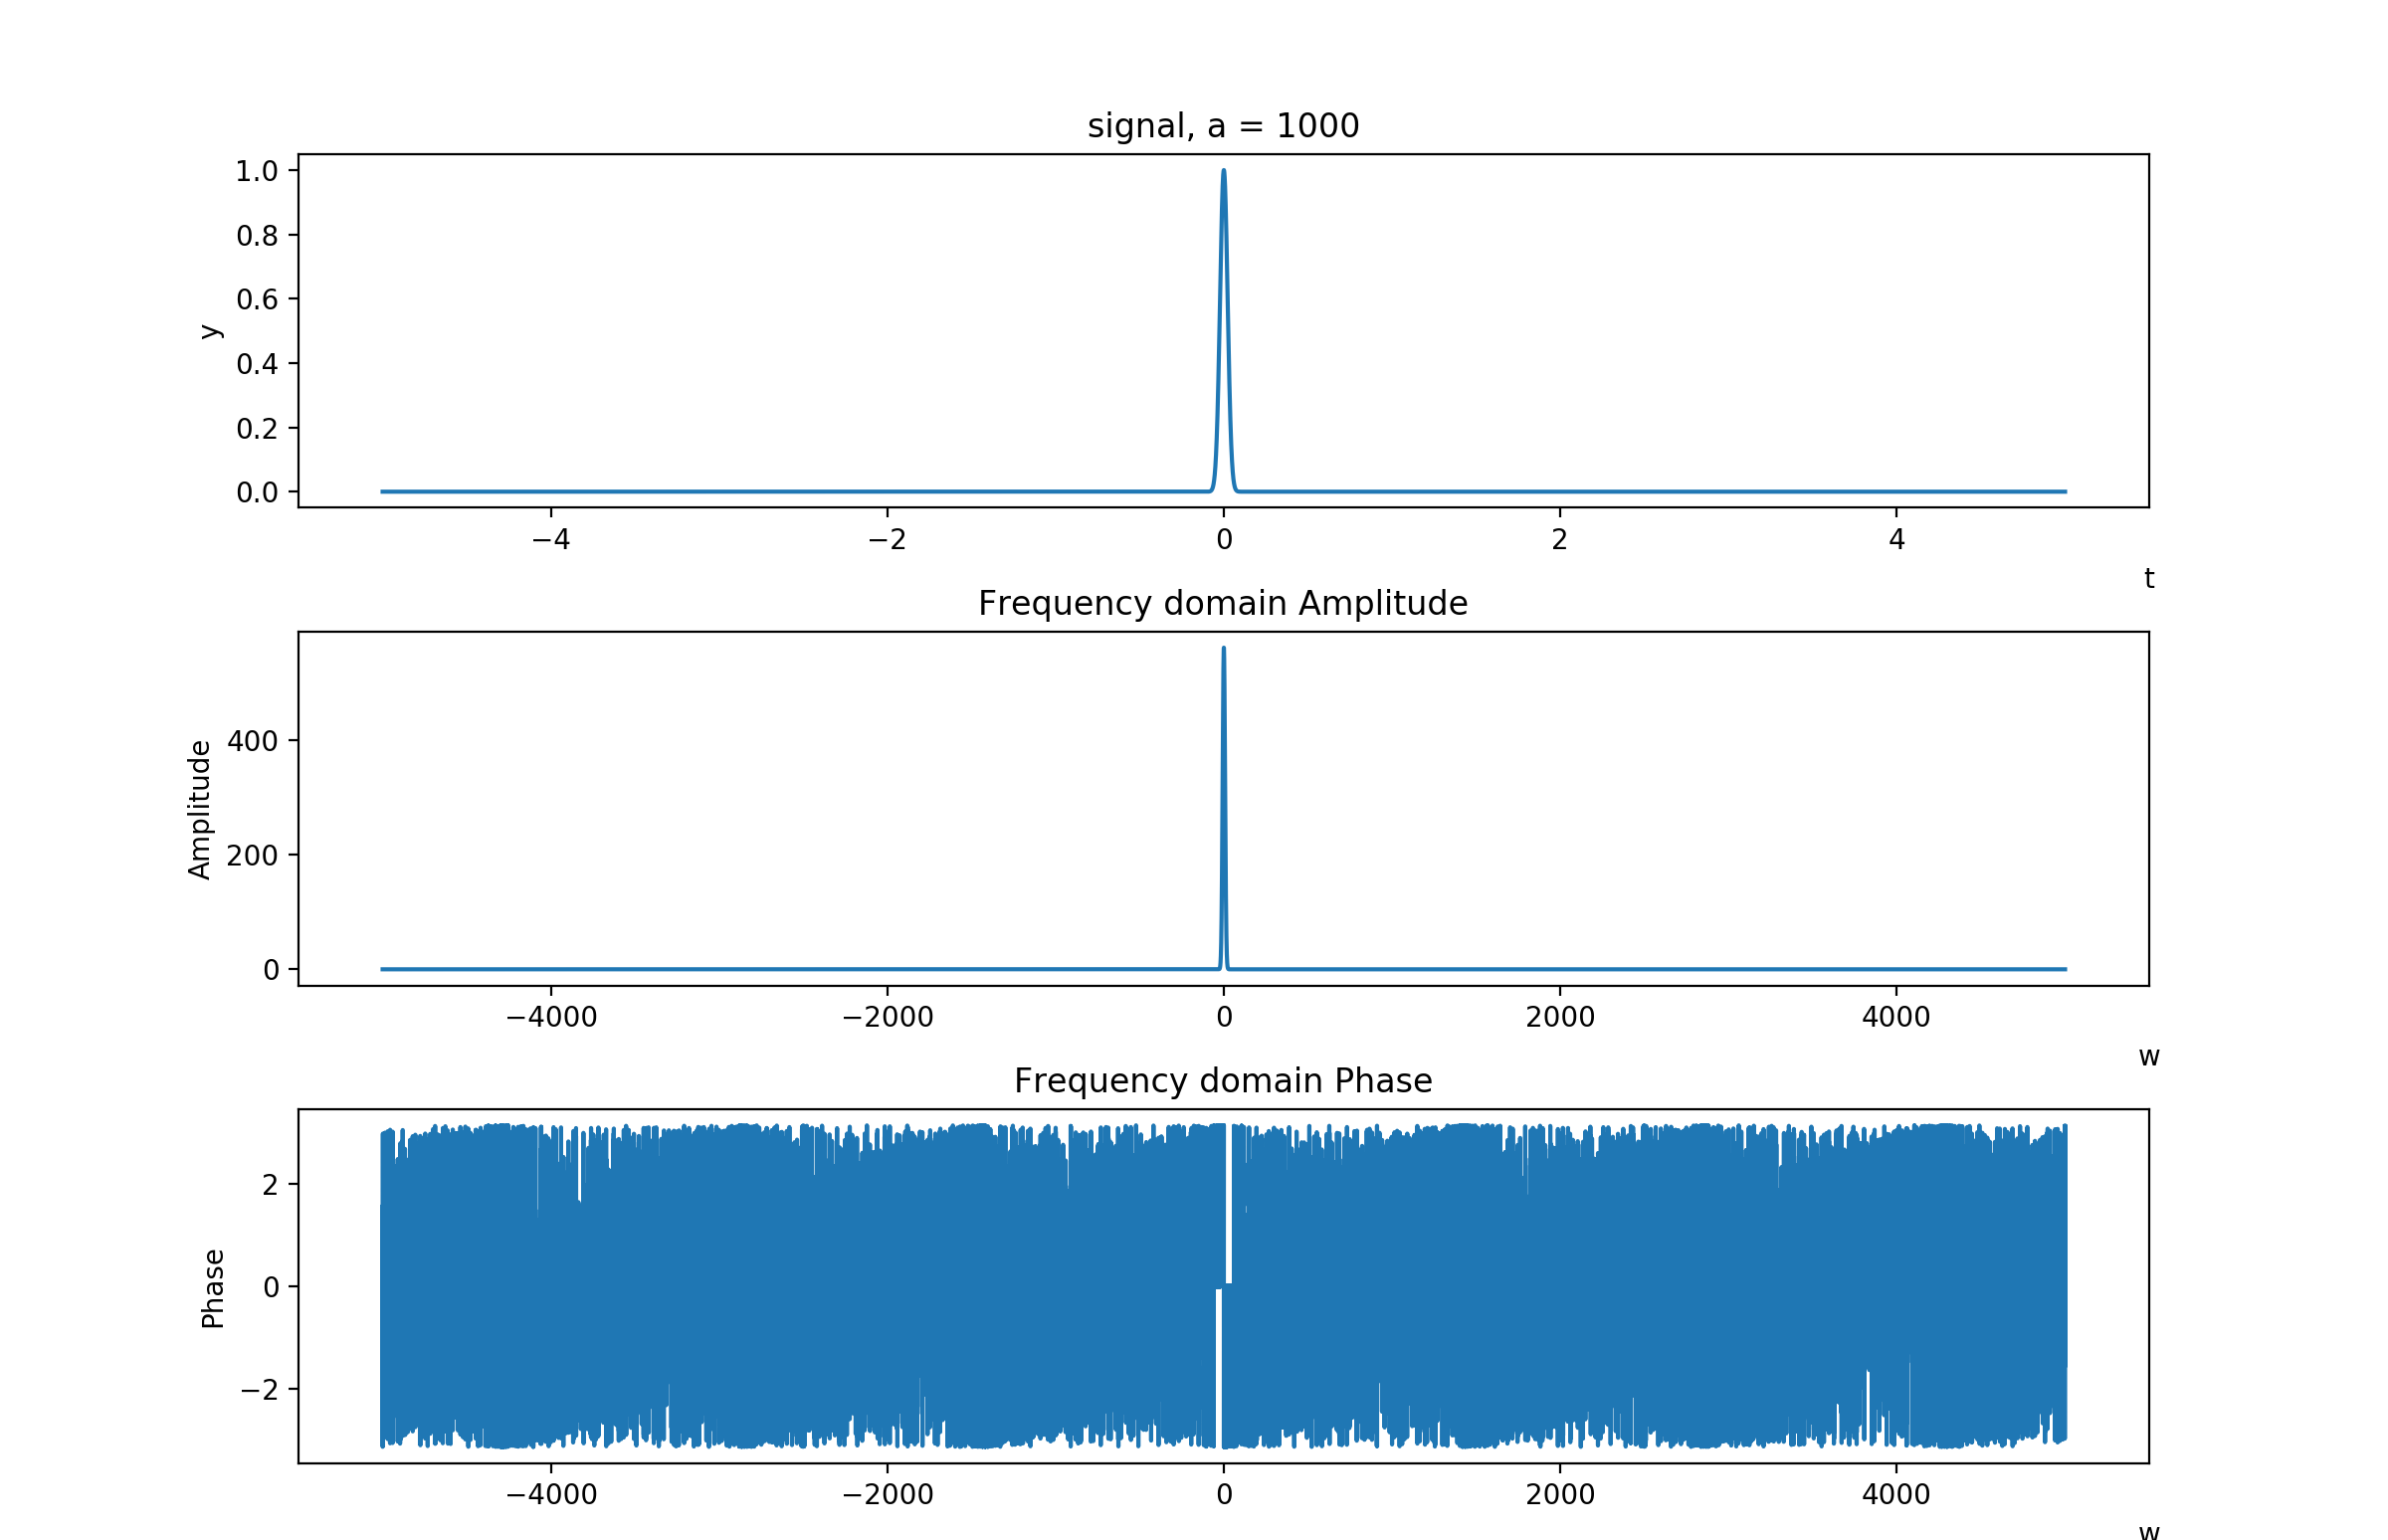 signal, a = 1000
1.0
0.8
0.6
0.4
0.2
0.0
y
−4 −2 0 2 4
t
Frequency domain Amplitude
400
200
0
Amplitude
−4000 −2000 0 2000 4000
w
Frequency domain Phase
2
0
−2
Phase
−4000 −2000 0 2000 4000
w